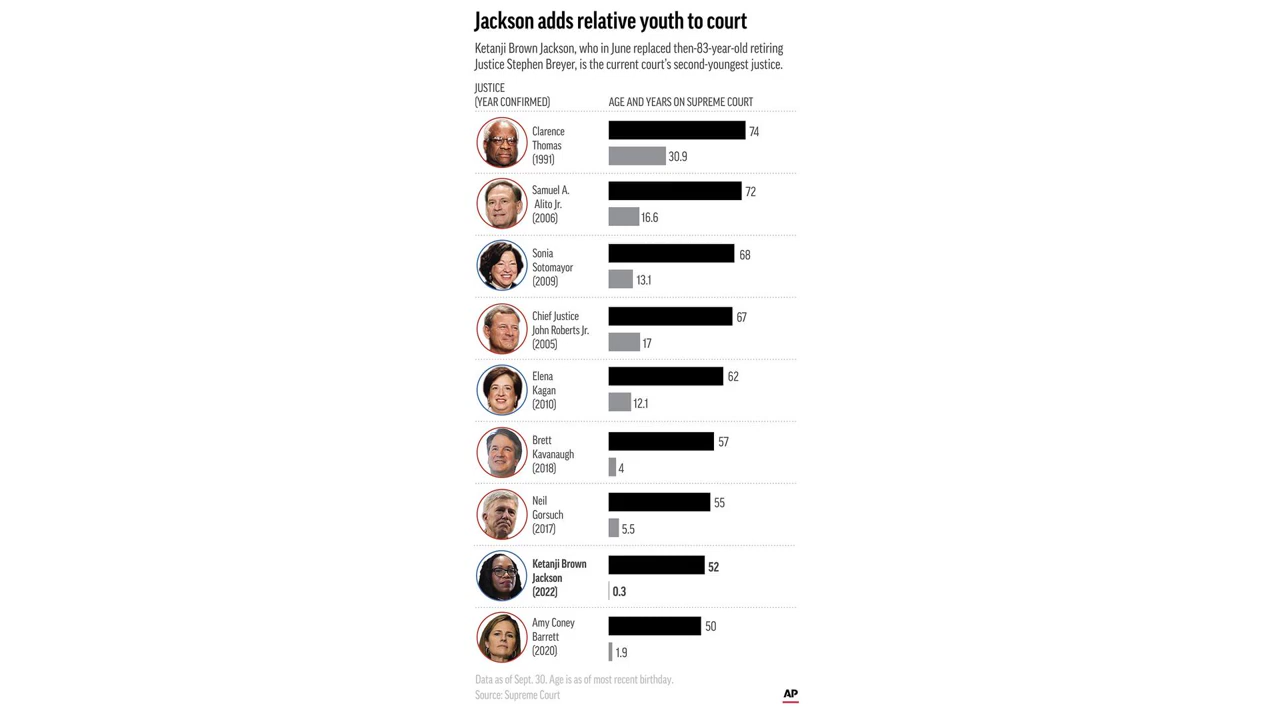 Jackson adds relative youth to court
Ketanji Brown Jackson, who in June replaced then-83-year-old retiring
Justice Stephen Breyer, is the current court's second-youngest justice.
JUSTICE
(YEAR CONFIRMED)
AGE AND YEARS ON SUPREME COURT
Clarence
Thomas
(1991)
74
30.9
Samuel A.
Alito Jr.
(2006)
72
16.6
Sonia
Sotomayor
(2009)
68
13.1
Chief Justice
John Roberts Jr.
(2005)
67
17
Elena
Kagan
(2010)
62
12.1
Brett
Kavanaugh
(2018)
57
4
Neil
Gorsuch
(2017)
55
5.5
Ketanji Brown
Jackson
(2022)
52
0.3
Amy Coney
Barrett
(2020)
50
1.9
Data as of Sept. 30. Age is as of most recent birthday.
Source: Supreme Court
AP